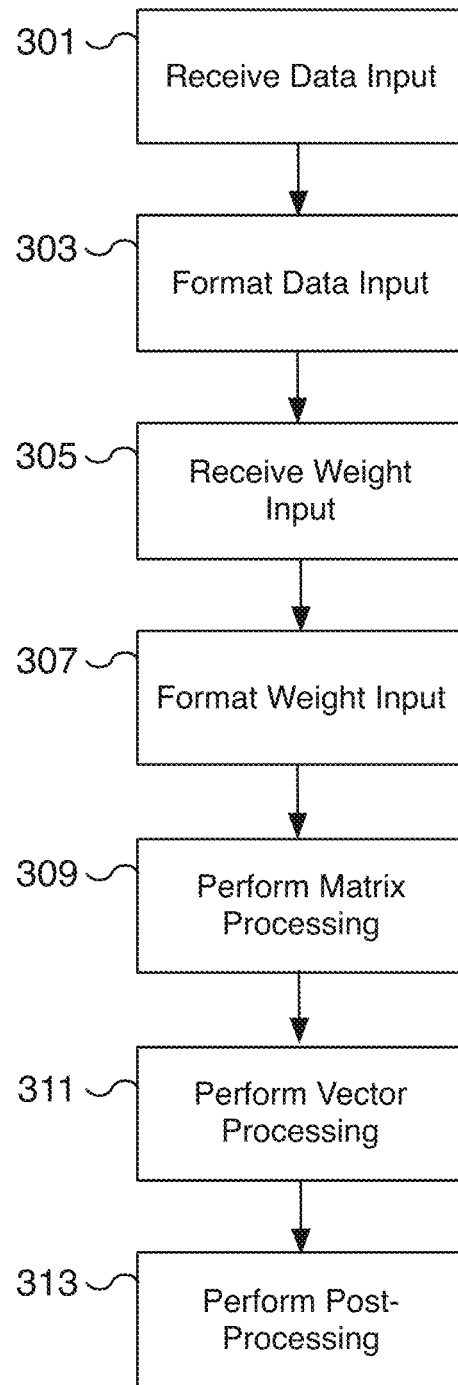 301
Receive Data Input
303
Format Data Input
305
Receive Weight
Input
307
Format Weight Input
309
Perform Matrix
Processing
311
Perform Vector
Processing
313
Perform Post-
Processing